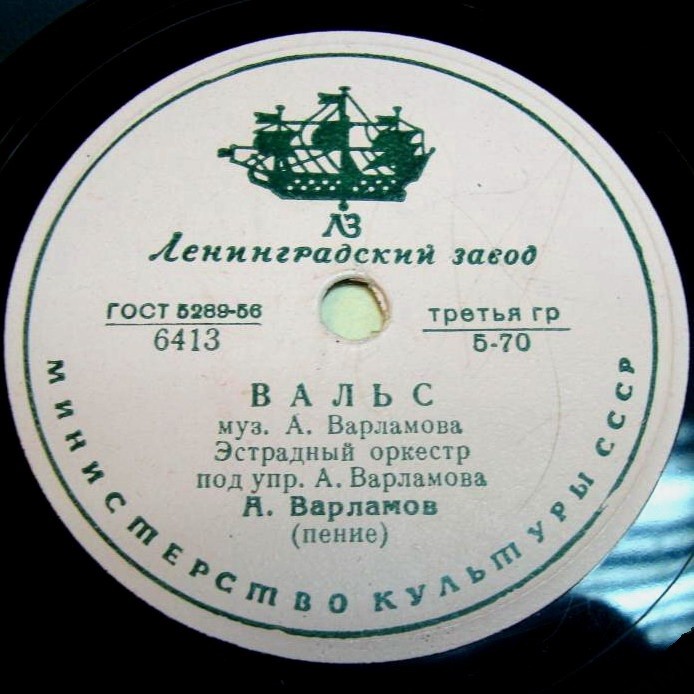 ЛЗ
Ленинградский завод
ГОСТ 5289-56
6413
третья гр
5-70
ВАЛЬС
муз. А. Варламова
Эстрадный оркестр
под упр. А. Варламова
А. Варламов
(пение)
МИНИСТЕРСТВО КУЛЬТУРЫ СССР